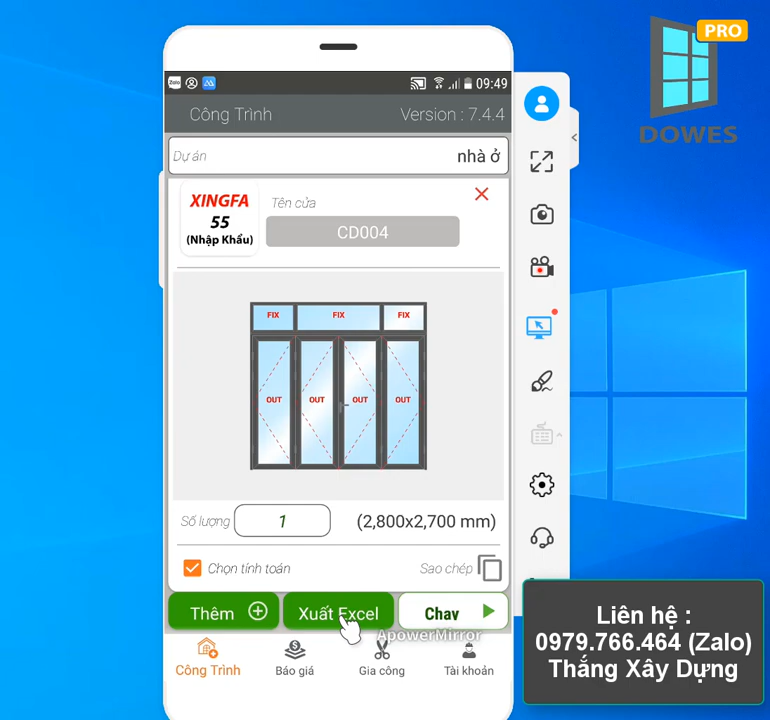 PRO
DOWES
Zalo
09:49
Công Trình
Version : 7.4.4
Dự án
nhà ở
XINGFA
55
(Nhập Khẩu)
Tên cửa
CD004
FIX FIX FIX
OUT OUT OUT OUT
Số lượng
1
(2,800x2,700 mm)
Chọn tính toán
Sao chép
Thêm
Xuất Excel
Chạy
ApowerMirror
Công Trình
Báo giá
Gia công
Tài khoản
Liên hệ :
0979.766.464 (Zalo)
Thắng Xây Dựng